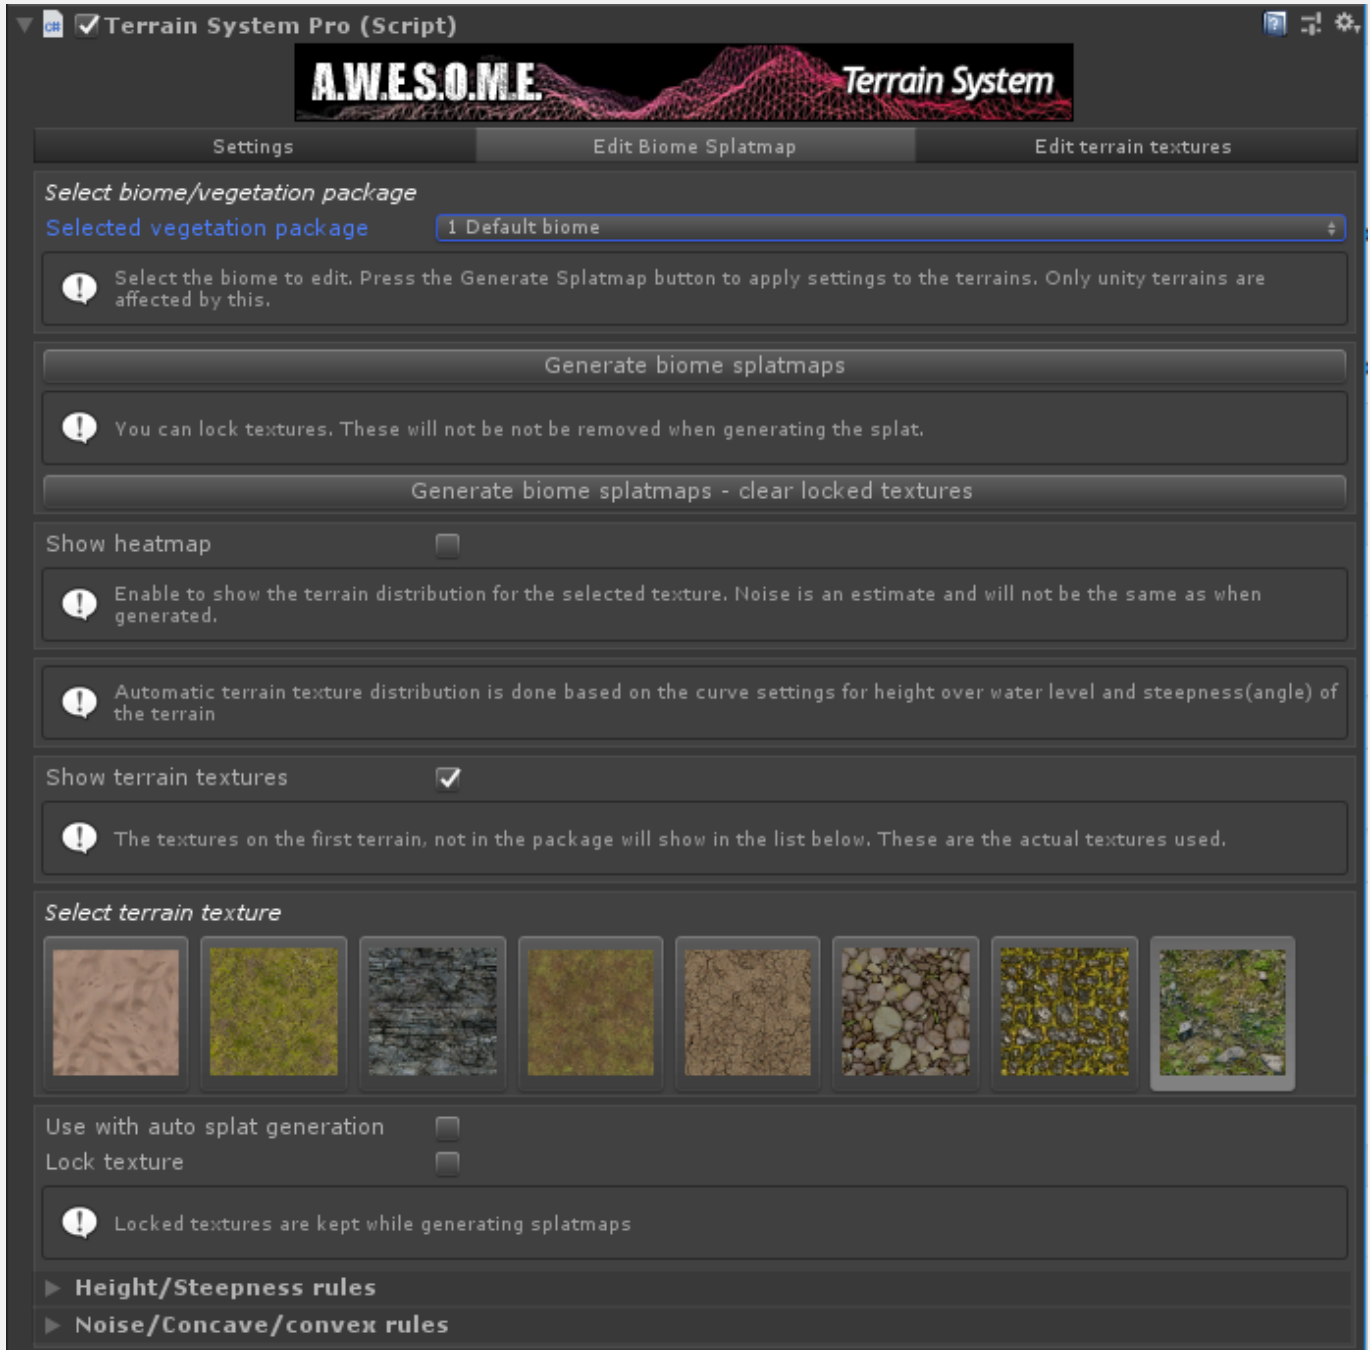 Terrain System Pro (Script)
A.W.E.S.O.M.E. Terrain System
Settings Edit Biome Splatmap Edit terrain textures
Select biome/vegetation package
Selected vegetation package 1 Default biome
Select the biome to edit. Press the Generate Splatmap button to apply settings to the terrains. Only unity terrains are
affected by this.
Generate biome splatmaps
You can lock textures. These will not be not be removed when generating the splat.
Generate biome splatmaps - clear locked textures
Show heatmap
Enable to show the terrain distribution for the selected texture. Noise is an estimate and will not be the same as when
generated.
Automatic terrain texture distribution is done based on the curve settings for height over water level and steepness(angle) of
the terrain
Show terrain textures
The textures on the first terrain, not in the package will show in the list below. These are the actual textures used.
Select terrain texture
Use with auto splat generation
Lock texture
Locked textures are kept while generating splatmaps
Height/Steepness rules
Noise/Concave/convex rules